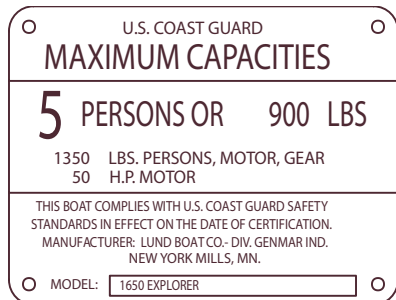 U.S. COAST GUARD
MAXIMUM CAPACITIES
5 PERSONS OR 900 LBS
1350 LBS. PERSONS, MOTOR, GEAR
50 H.P. MOTOR
THIS BOAT COMPLIES WITH U.S. COAST GUARD SAFETY
STANDARDS IN EFFECT ON THE DATE OF CERTIFICATION.
MANUFACTURER: LUND BOAT CO.- DIV. GENMAR IND.
NEW YORK MILLS, MN.
MODEL: 1650 EXPLORER